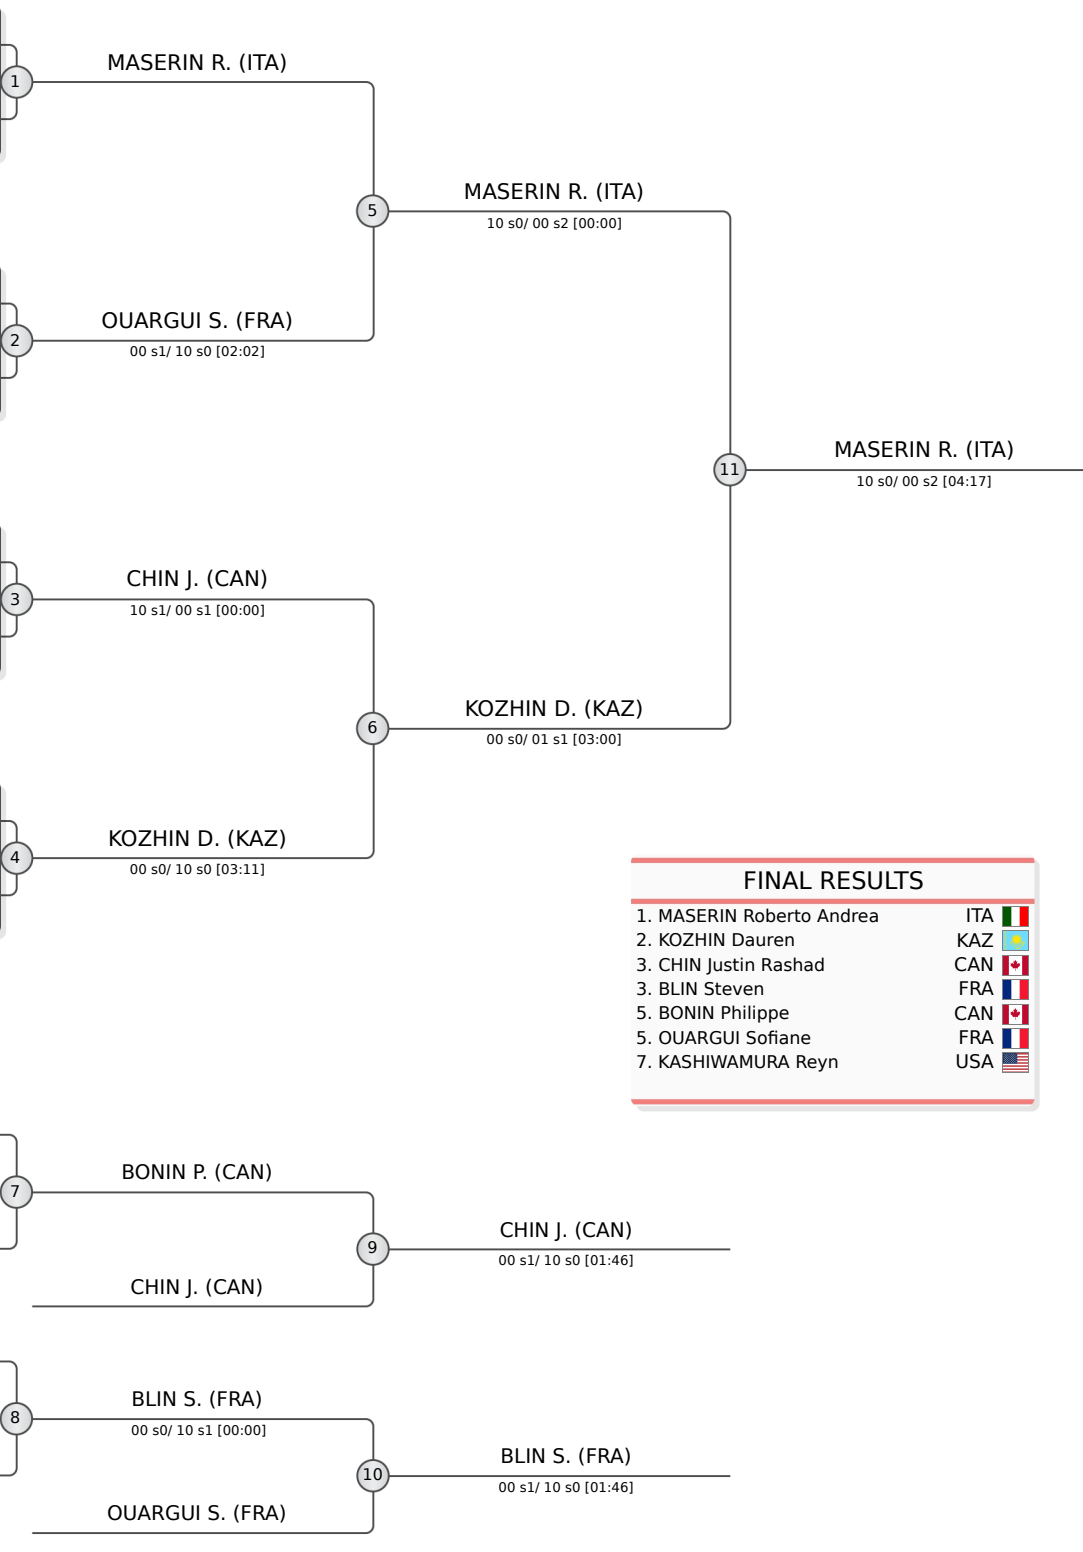 MASERIN R. (ITA)
1
MASERIN R. (ITA)
5
10 s0/ 00 s2 [00:00]
OUARGUI S. (FRA)
2
00 s1/ 10 s0 [02:02]
MASERIN R. (ITA)
11
10 s0/ 00 s2 [04:17]
CHIN J. (CAN)
3
10 s1/ 00 s1 [00:00]
KOZHIN D. (KAZ)
6
00 s0/ 01 s1 [03:00]
KOZHIN D. (KAZ)
4
00 s0/ 10 s0 [03:11]
FINAL RESULTS
1. MASERIN Roberto Andrea ITA
2. KOZHIN Dauren KAZ
3. CHIN Justin Rashad CAN
3. BLIN Steven FRA
5. BONIN Philippe CAN
5. OUARGUI Sofiane FRA
7. KASHIWAMURA Reyn USA
BONIN P. (CAN)
7
CHIN J. (CAN)
9
00 s1/ 10 s0 [01:46]
CHIN J. (CAN)
BLIN S. (FRA)
8
00 s0/ 10 s1 [00:00]
BLIN S. (FRA)
10
00 s1/ 10 s0 [01:46]
OUARGUI S. (FRA)